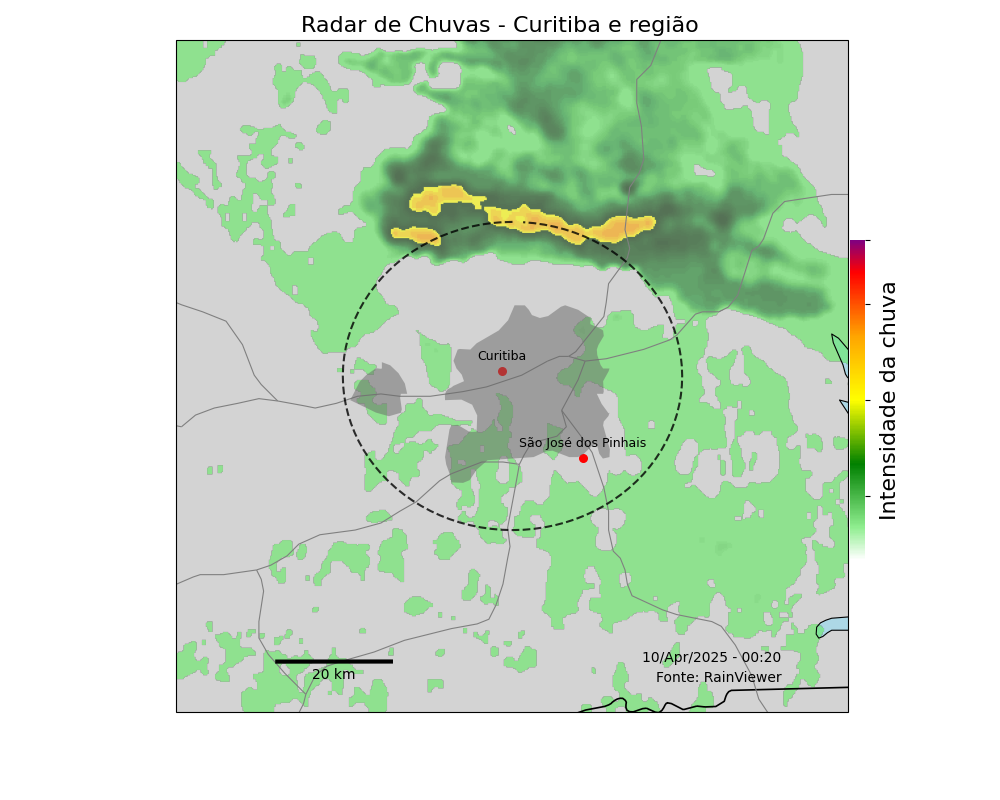 Radar de Chuvas - Curitiba e região
Curitiba
São José dos Pinhais
Intensidade da chuva
10/Apr/2025 - 00:20
Fonte: RainViewer
20 km